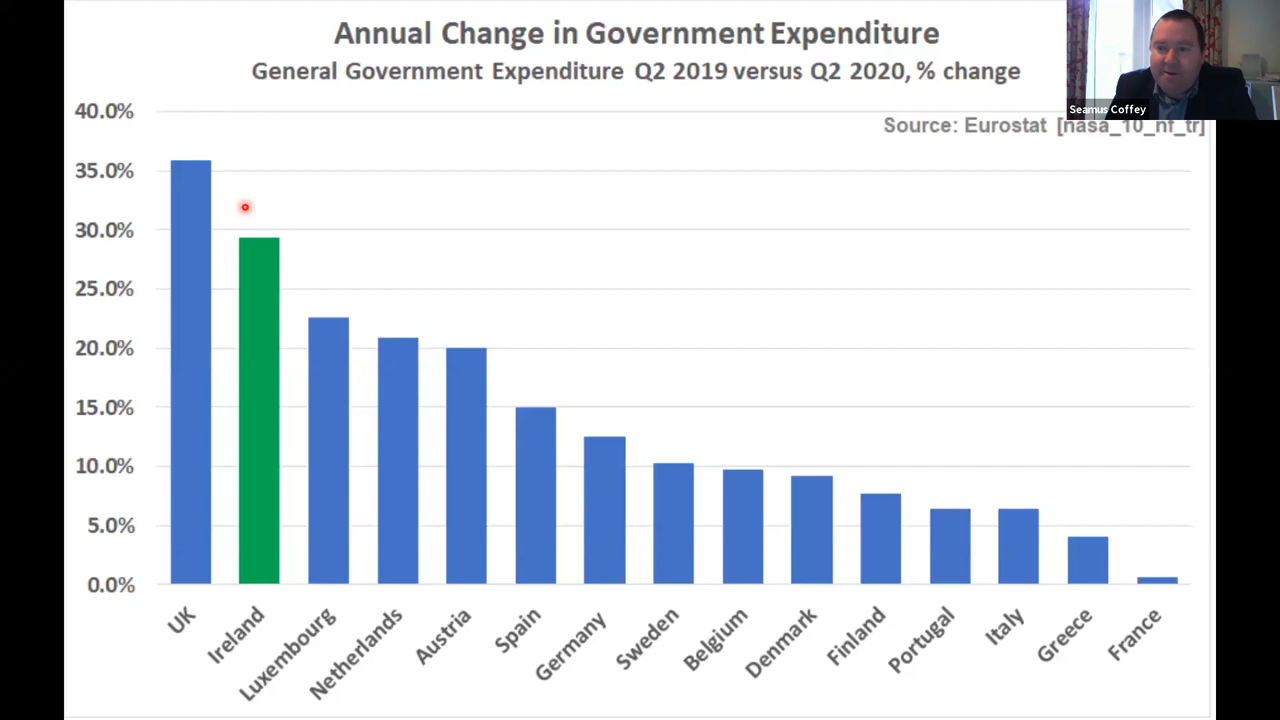 Annual Change in Government Expenditure
General Government Expenditure Q2 2019 versus Q2 2020, % change
Seamus Coffey
Source: Eurostat [nasa_10_nf_tr]
40.0%
35.0%
30.0%
25.0%
20.0%
15.0%
10.0%
5.0%
0.0%
UK
Ireland
Luxembourg
Netherlands
Austria
Spain
Germany
Sweden
Belgium
Denmark
Finland
Portugal
Italy
Greece
France